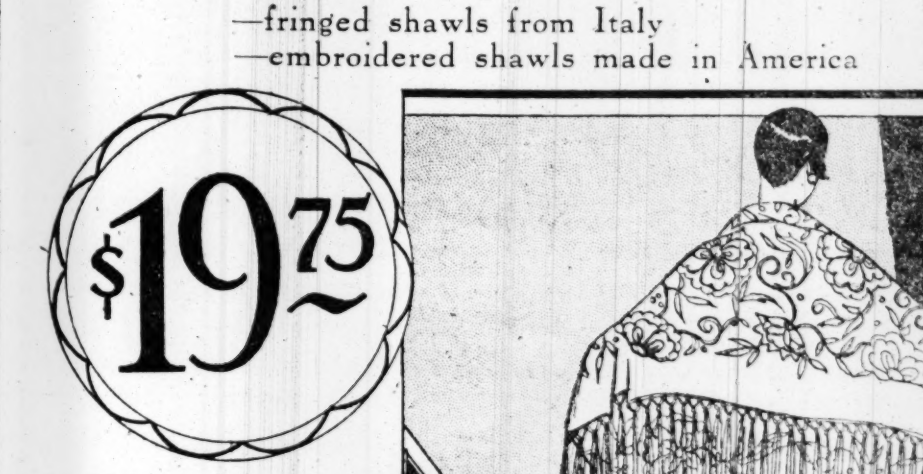 —fringed shawls from Italy
—embroidered shawls made in America
$19 75